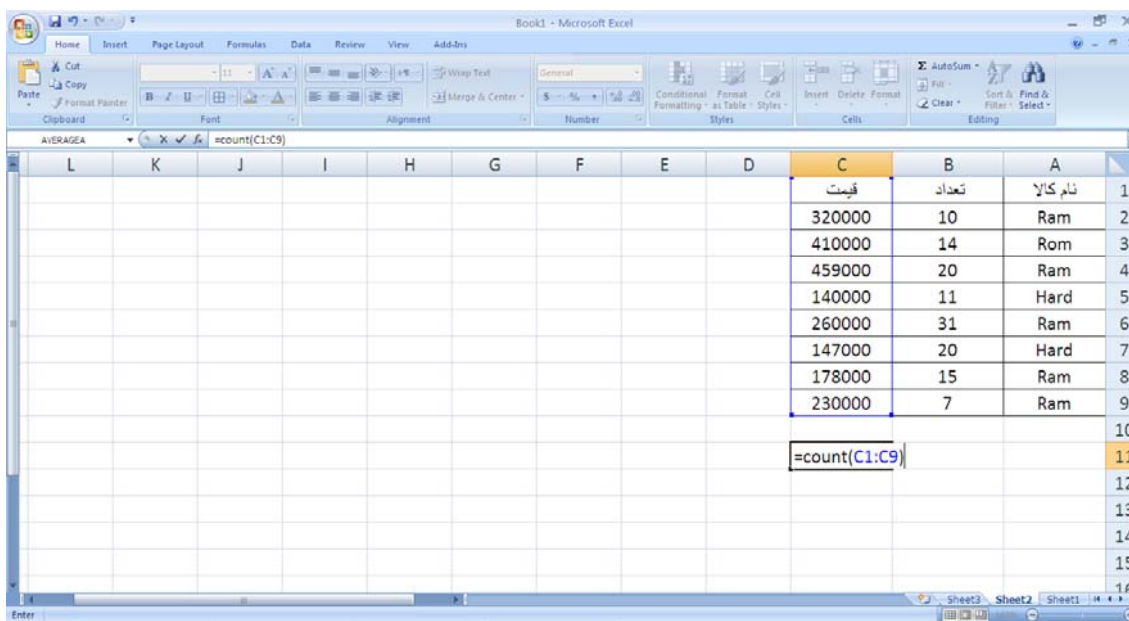 Book1 - Microsoft Excel
Home Insert Page Layout Formulas Data Review View Add-Ins
Cut
Copy
Format Painter
Paste
Clipboard
11
B I U
Font
Wrap Text
Merge & Center
Alignment
General
$ % ,
Number
Conditional Formatting
Format as Table
Cell Styles
Styles
Insert Delete Format
Cells
Σ AutoSum
Fill
Clear
Sort & Filter
Find & Select
Editing
AVERAGEA fx =count(C1:C9)
L K J I H G F E D C B A
قیمت تعداد نام کالا 1
320000 10 Ram 2
410000 14 Rom 3
459000 20 Ram 4
140000 11 Hard 5
260000 31 Ram 6
147000 20 Hard 7
178000 15 Ram 8
230000 7 Ram 9
10
=count(C1:C9) 11
12
13
14
15
16
Sheet3 Sheet2 Sheet1
Enter